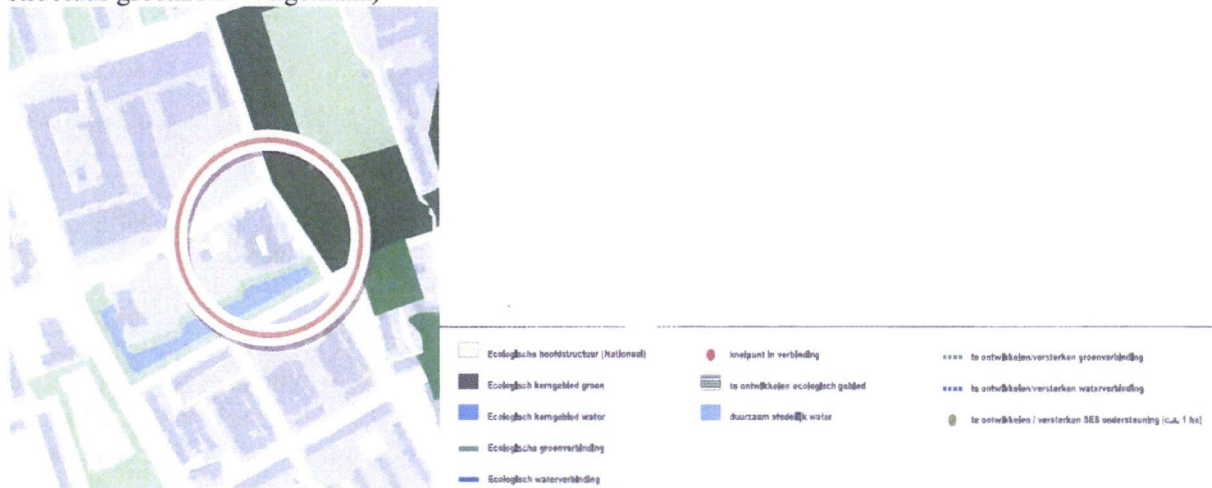 Ecologische hoofdstructuur (Nationaal)
Ecologisch kerngebied groen
Ecologisch kerngebied water
Ecologische groenverbinding
Ecologisch waterverbinding
knelpunt in verbinding
te ontwikkelen ecologisch gebied
duurzaam stedelijk water
te ontwikkelen/versterken groenverbinding
te ontwikkelen/versterken waterverbinding
te ontwikkelen / versterken SES ondersteuning (c.a. 1 ha)